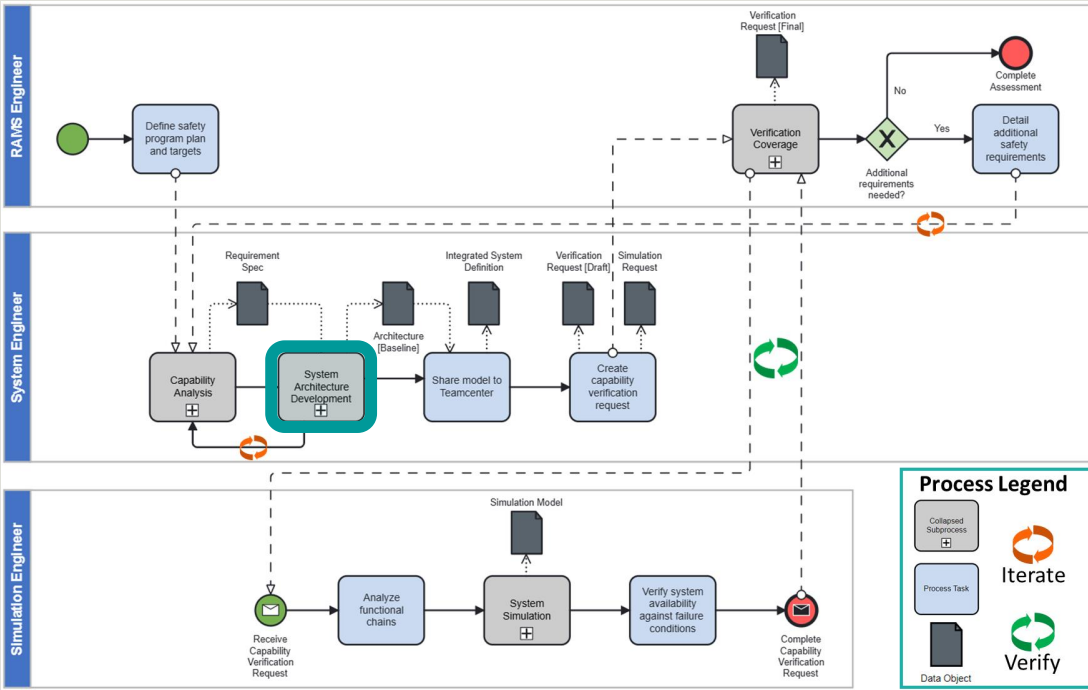 RAMS Engineer
Define safety
program plan
and targets
Verification
Request [Final]
Verification
Coverage
No
Yes
Additional
requirements
needed?
Complete
Assessment
Detail
additional
safety
requirements
System Engineer
Requirement
Spec
Capability
Analysis
System
Architecture
Development
Architecture
[Baseline]
Integrated System
Definition
Share model to
Teamcenter
Verification
Request [Draft]
Simulation
Request
Create
capability
verification
request
Simulation Engineer
Receive
Capability
Verification
Request
Analyze
functional
chains
Simulation Model
System
Simulation
Verify system
availability
against failure
conditions
Complete
Capability
Verification
Request
Process Legend
Collapsed
Subprocess
Iterate
Process Task
Verify
Data Object